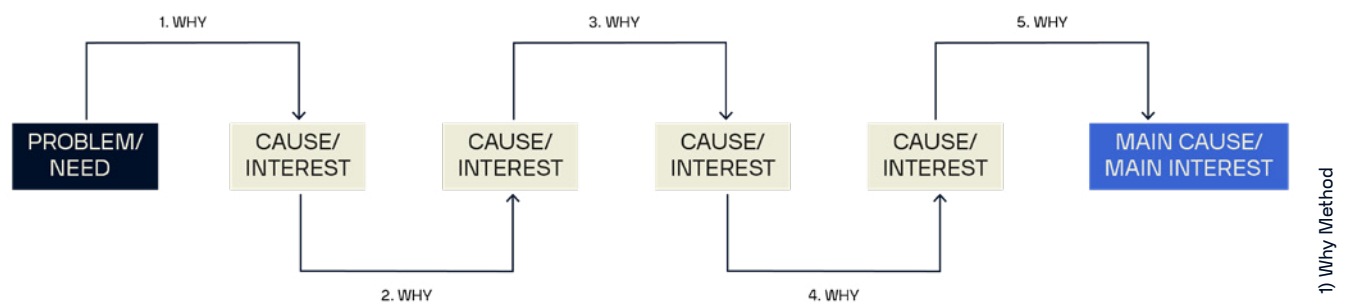 1. WHY
3. WHY
5. WHY
PROBLEM/
NEED
CAUSE/
INTEREST
CAUSE/
INTEREST
CAUSE/
INTEREST
CAUSE/
INTEREST
MAIN CAUSE/
MAIN INTEREST
2. WHY
4. WHY
1) Why Method